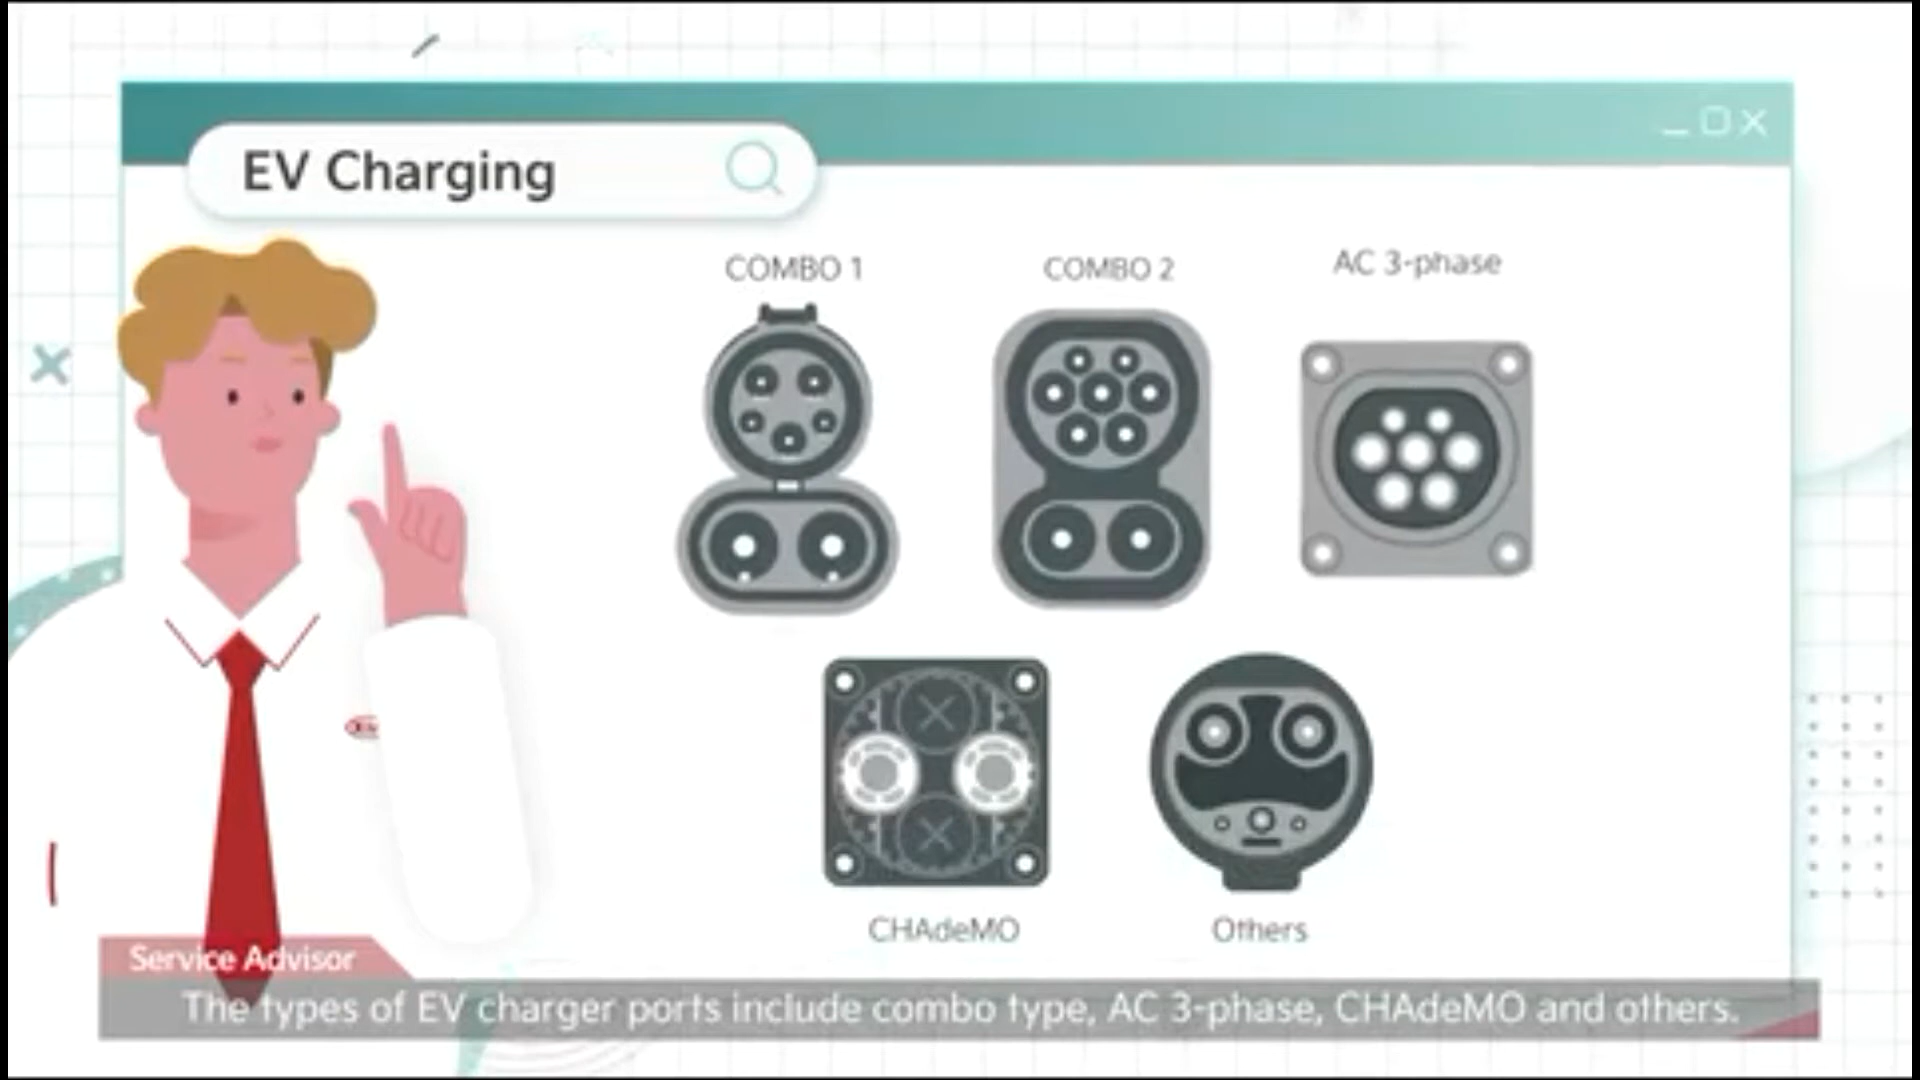 EV Charging
COMBO 1
COMBO 2
AC 3-phase
CHAdeMO
Others
Service Advisor
The types of EV charger ports include combo type, AC 3-phase, CHAdeMO and others.